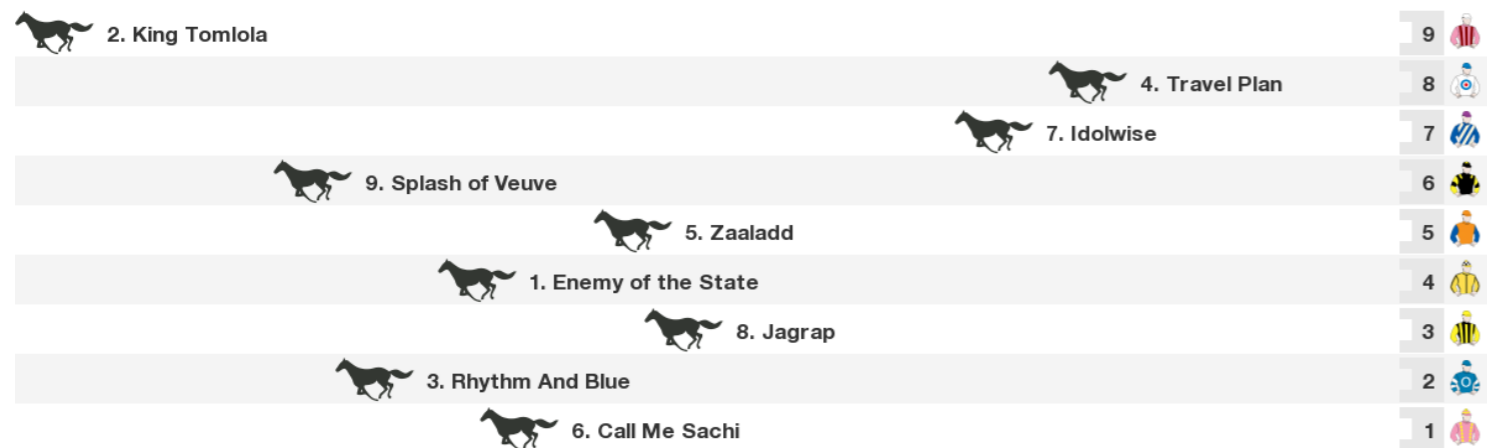 2. King Tomlola 9
4. Travel Plan 8
7. Idolwise 7
9. Splash of Veuve 6
5. Zaaladd 5
1. Enemy of the State 4
8. Jagrap 3
3. Rhythm And Blue 2
6. Call Me Sachi 1